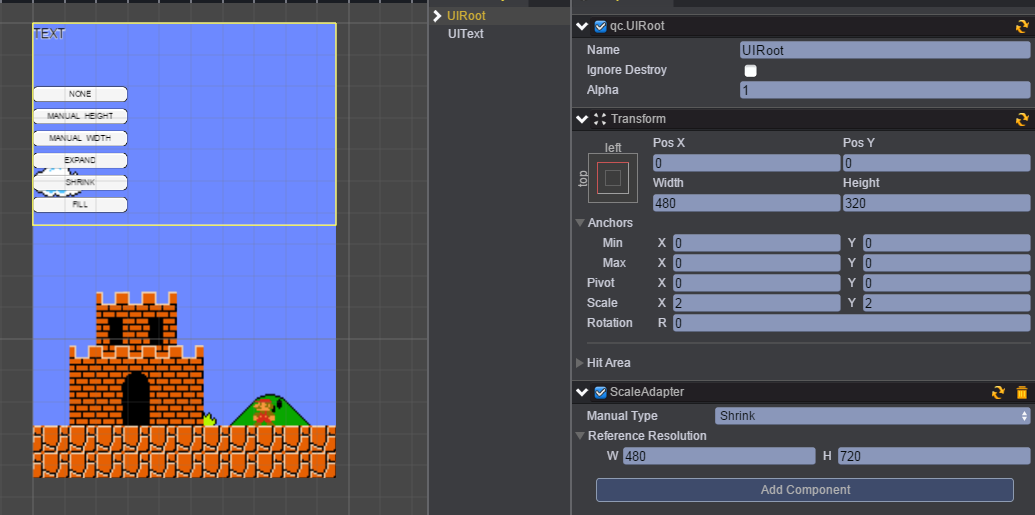 TEXT
NONE
MANUAL HEIGHT
MANUAL WIDTH
EXPAND
SHRINK
FILL
UIRoot
UIText
qc.UIRoot
Name UIRoot
Ignore Destroy
Alpha 1
Transform
left
top
Pos X Pos Y
0 0
Width Height
480 320
Anchors
Min X 0 Y 0
Max X 0 Y 0
Pivot X 0 Y 0
Scale X 2 Y 2
Rotation R 0
Hit Area
ScaleAdapter
Manual Type Shrink
Reference Resolution
W 480 H 720
Add Component